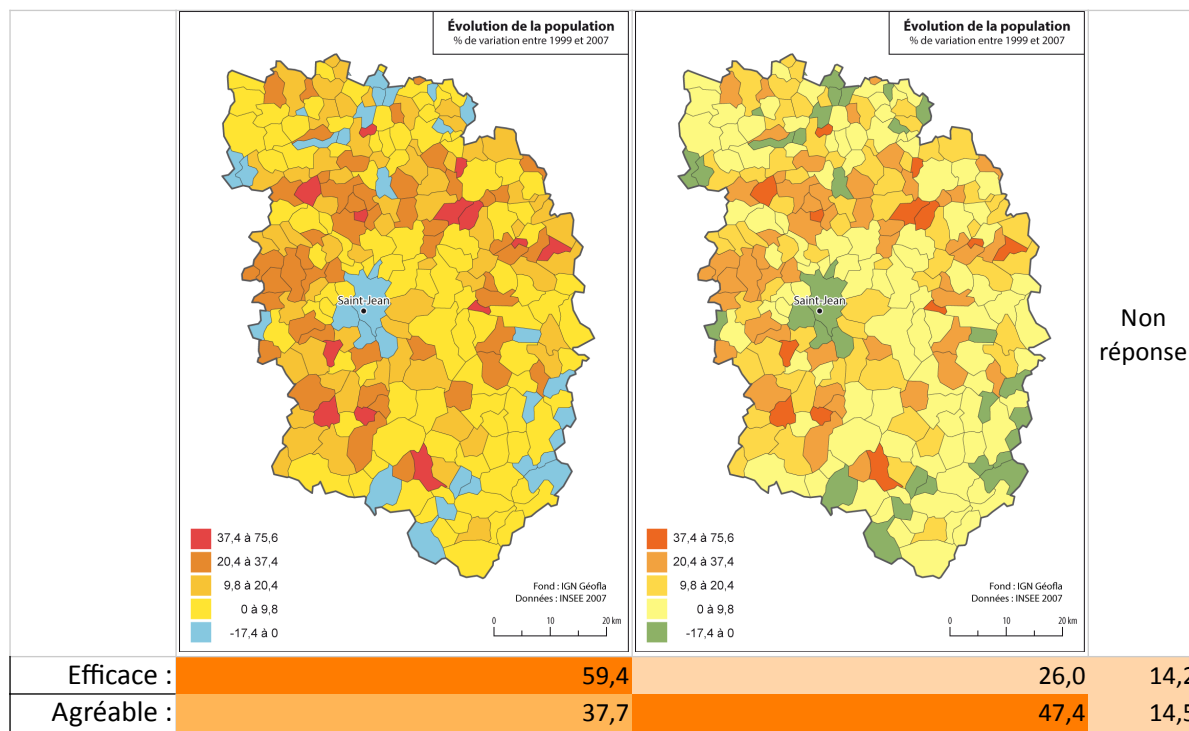 Évolution de la population
% de variation entre 1999 et 2007
Saint-Jean
37,4 à 75,6
20,4 à 37,4
9,8 à 20,4
0 à 9,8
-17,4 à 0
Fond : IGN Géofla
Données : INSEE 2007
0 10 20 km
Évolution de la population
% de variation entre 1999 et 2007
Saint-Jean
37,4 à 75,6
20,4 à 37,4
9,8 à 20,4
0 à 9,8
-17,4 à 0
Fond : IGN Géofla
Données : INSEE 2007
0 10 20 km
Non
réponse
Efficace : 59,4 26,0 14,2
Agréable : 37,7 47,4 14,5